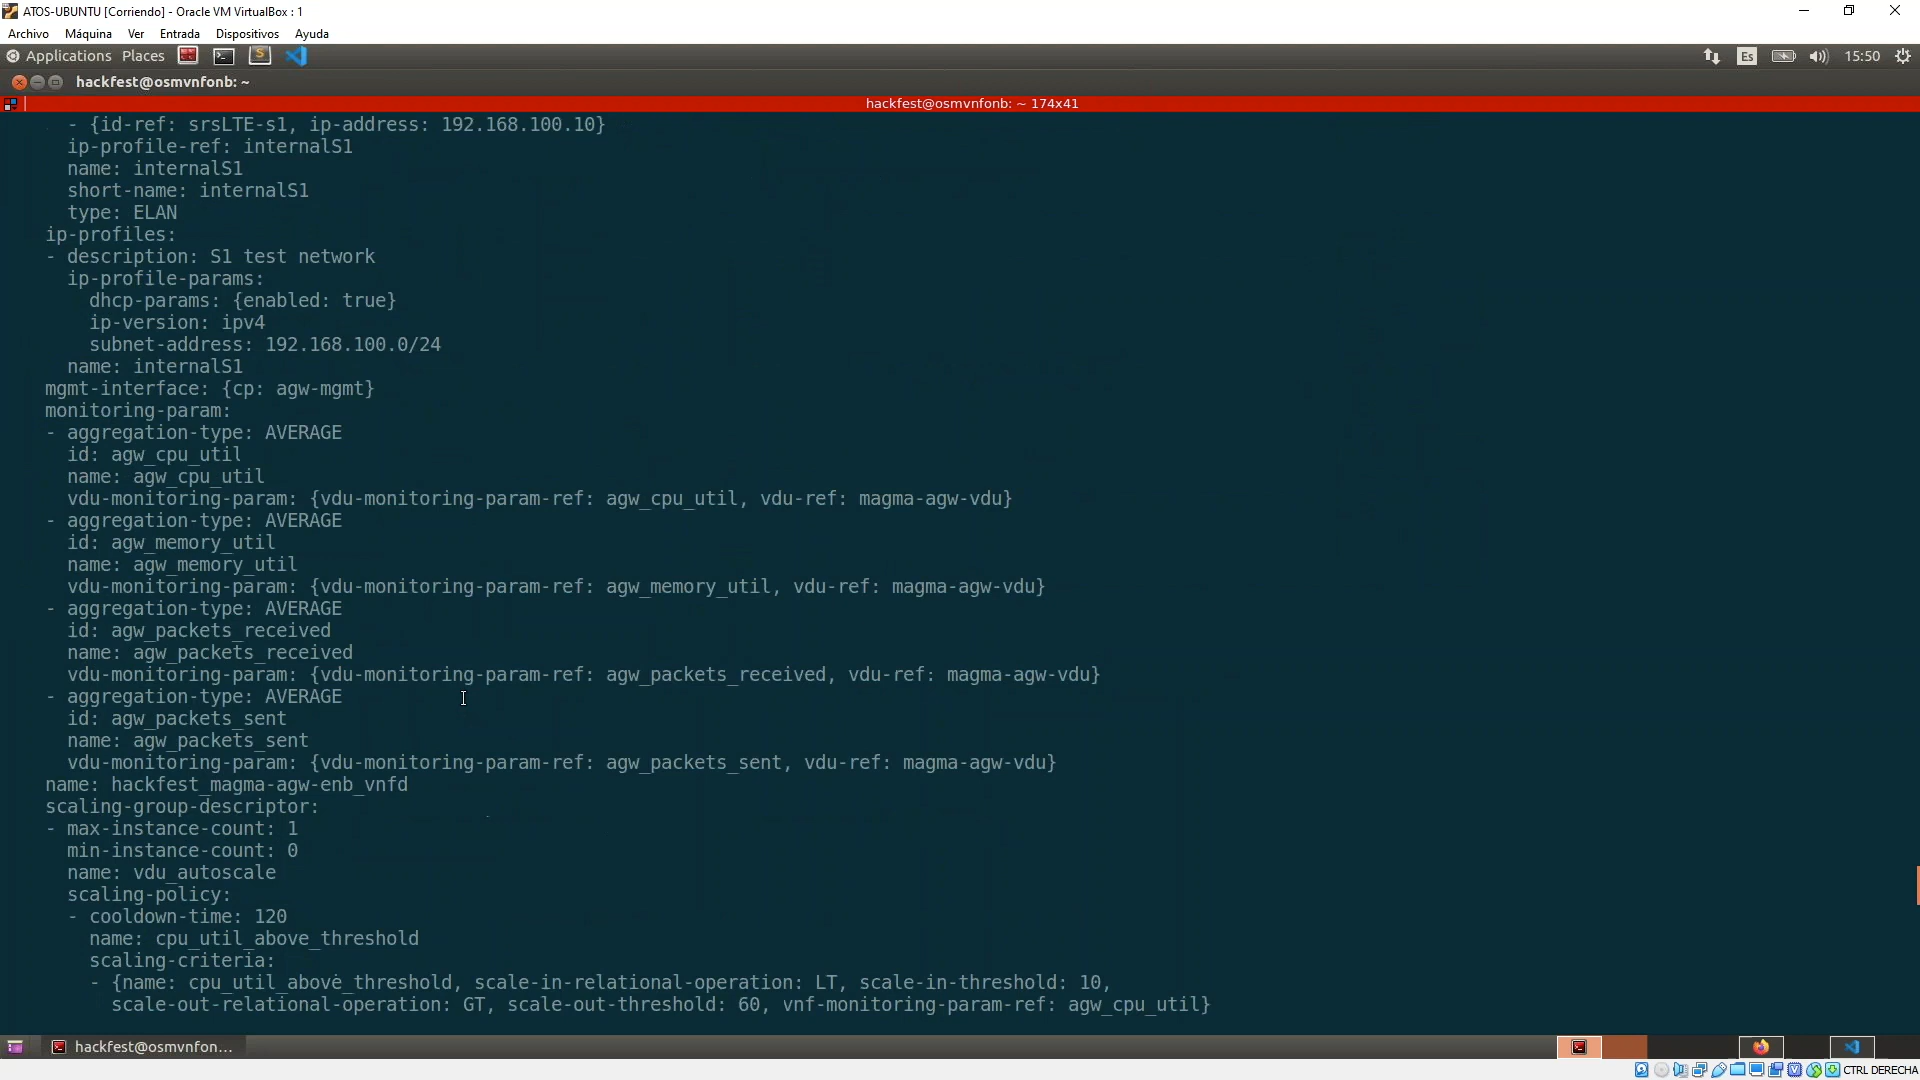 ATOS-UBUNTU [Corriendo] - Oracle VM VirtualBox : 1
Archivo Máquina Ver Entrada Dispositivos Ayuda
Applications Places Es 15:50
hackfest@osmvnfonb: ~
hackfest@osmvnfonb: ~ 174x41
- {id-ref: srsLTE-s1, ip-address: 192.168.100.10}
ip-profile-ref: internalS1
name: internalS1
short-name: internalS1
type: ELAN
ip-profiles:
- description: S1 test network
ip-profile-params:
dhcp-params: {enabled: true}
ip-version: ipv4
subnet-address: 192.168.100.0/24
name: internalS1
mgmt-interface: {cp: agw-mgmt}
monitoring-param:
- aggregation-type: AVERAGE
id: agw_cpu_util
name: agw_cpu_util
vdu-monitoring-param: {vdu-monitoring-param-ref: agw_cpu_util, vdu-ref: magma-agw-vdu}
- aggregation-type: AVERAGE
id: agw_memory_util
name: agw_memory_util
vdu-monitoring-param: {vdu-monitoring-param-ref: agw_memory_util, vdu-ref: magma-agw-vdu}
- aggregation-type: AVERAGE
id: agw_packets_received
name: agw_packets_received
vdu-monitoring-param: {vdu-monitoring-param-ref: agw_packets_received, vdu-ref: magma-agw-vdu}
- aggregation-type: AVERAGE
id: agw_packets_sent
name: agw_packets_sent
vdu-monitoring-param: {vdu-monitoring-param-ref: agw_packets_sent, vdu-ref: magma-agw-vdu}
name: hackfest_magma-agw-enb_vnfd
scaling-group-descriptor:
- max-instance-count: 1
min-instance-count: 0
name: vdu_autoscale
scaling-policy:
- cooldown-time: 120
name: cpu_util_above_threshold
scaling-criteria:
- {name: cpu_util_above_threshold, scale-in-relational-operation: LT, scale-in-threshold: 10,
scale-out-relational-operation: GT, scale-out-threshold: 60, vnf-monitoring-param-ref: agw_cpu_util}
hackfest@osmvnfon...
CTRL DERECHA